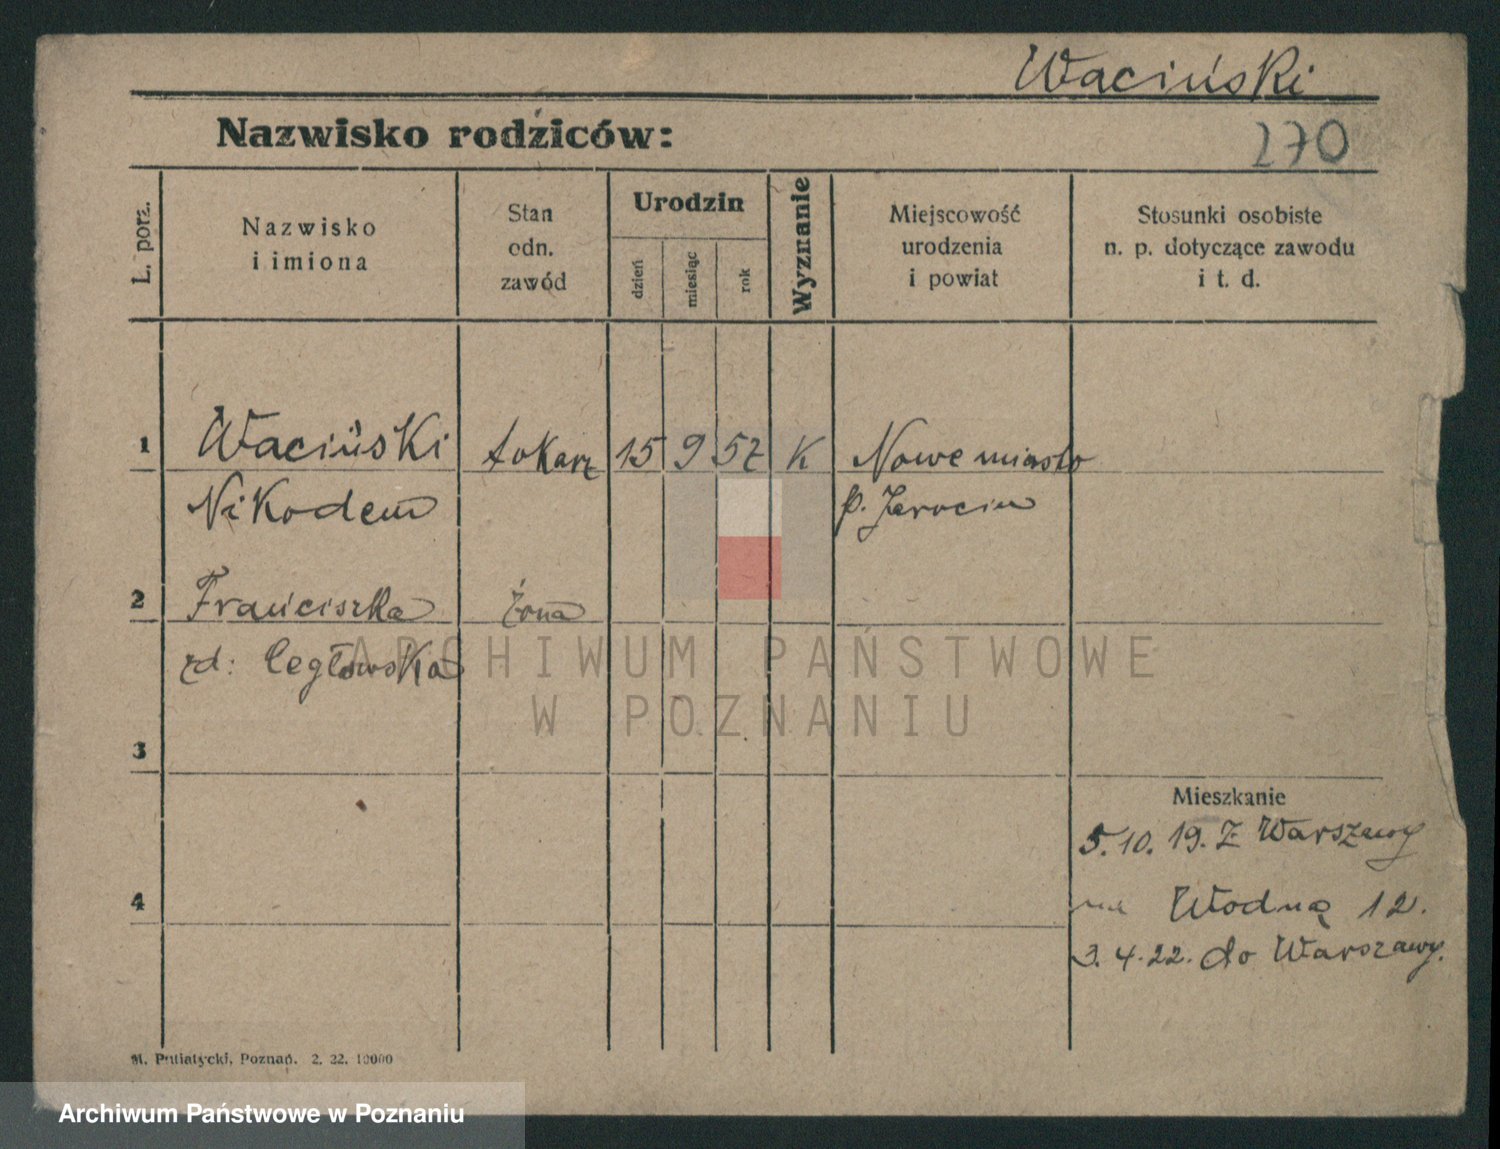 Waciński
Nazwisko rodziców:
270
L. porz.
Nazwisko
i imiona
Stan
odn.
zawód
Urodzin
dzień
miesiąc
rok
Wyznanie
Miejscowość
urodzenia
i powiat
Stosunki osobiste
n. p. dotyczące zawodu
i t. d.
1 Waciński tokarz 15 9 57 K Nowe miasto
Nikodem p. Jarocin
2 Franciszka Żona
rd: Cegłowska
ARCHIWUM PAŃSTWOWE
W POZNANIU
3
Mieszkanie
5.10.19. Z Warszawy
4 na Wodną 12.
3.4.22. do Warszawy.
M. Putiatycki, Poznań. 2. 22. 10000
Archiwum Państwowe w Poznaniu